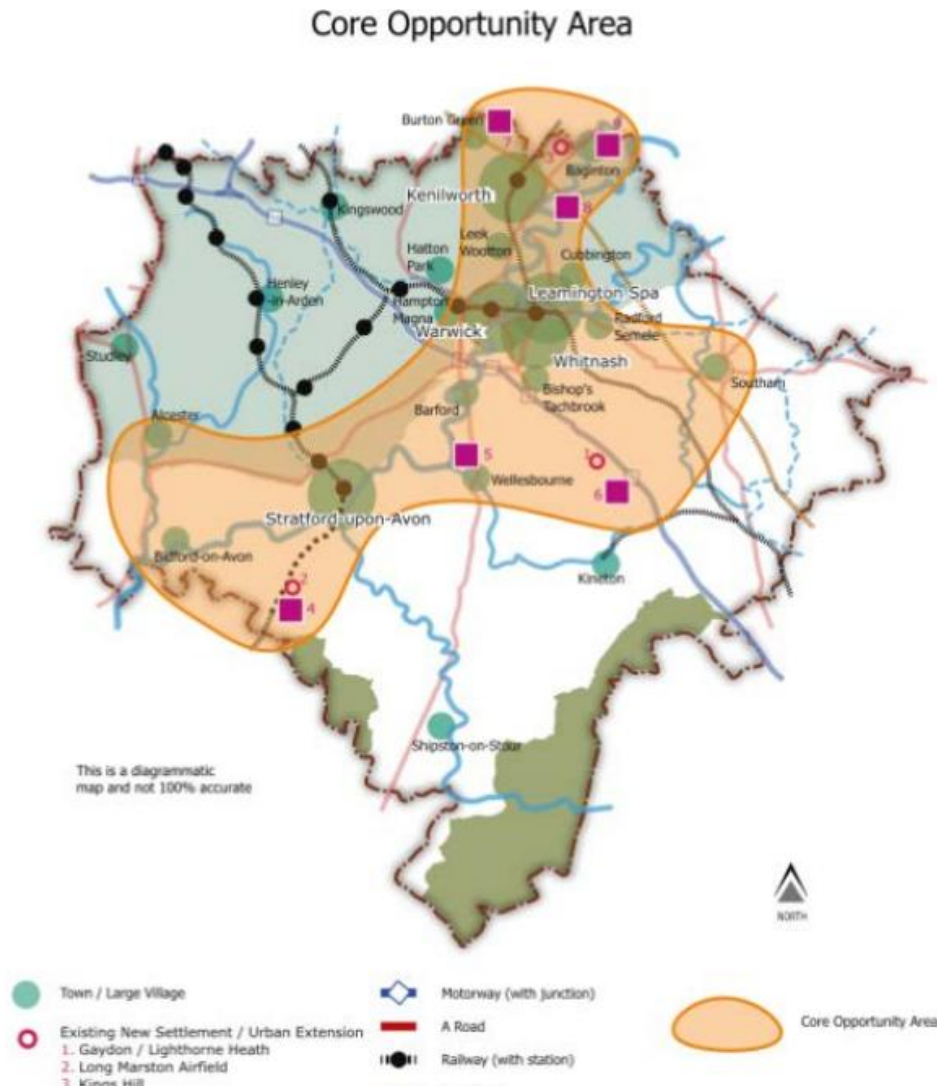 Core Opportunity Area
Burton Green
7
3
Baginton
Kenilworth
8
Kingswood
Leek
Wootton
Cubbington
Hatton
Park
Henley
-in-Arden
Hampton
Magna
Leamington Spa
Radford
Semele
Warwick
Whitnash
Studley
Southam
Bishop's
Tachbrook
Barford
Alcester
5
1
Wellesbourne
6
Stratford-upon-Avon
Bidford-on-Avon
Kineton
2
4
Shipston-on-Stour
This is a diagrammatic
map and not 100% accurate
NORTH
Town / Large Village
Existing New Settlement / Urban Extension
1. Gaydon / Lighthorne Heath
2. Long Marston Airfield
3. Kings Hill
Motorway (with junction)
A Road
Railway (with station)
Core Opportunity Area